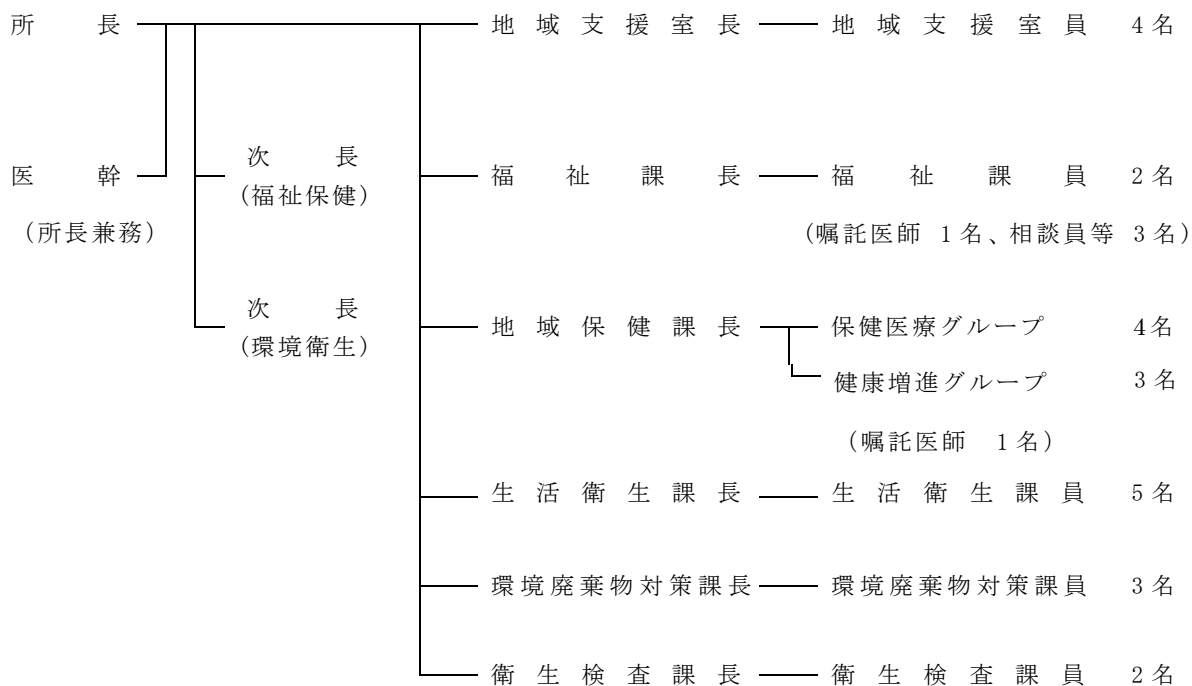 所長 地域支援室長 地域支援室員 4名
次長
医幹 福祉課長 福祉課員 2名
(福祉保健)
(所長兼務) (嘱託医師 1名、相談員等 3名)
次長
地域保健課長 保健医療グループ 4名
(環境衛生)
健康増進グループ 3名
(嘱託医師 1名)
生活衛生課長 生活衛生課員 5名
環境廃棄物対策課長 環境廃棄物対策課員 3名
衛生検査課長 衛生検査課員 2名